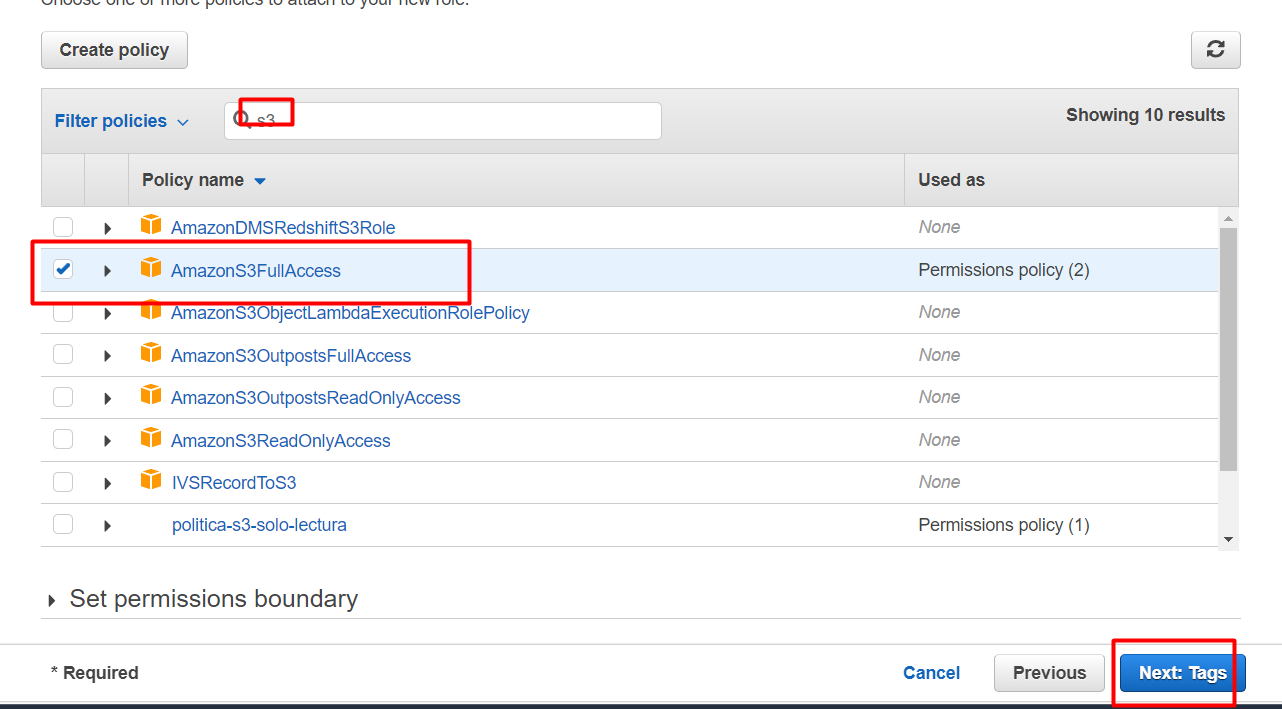 Choose one or more policies to attach to your new role.
Create policy
Filter policies
s3
Showing 10 results
Policy name
Used as
AmazonDMSRedshiftS3Role
None
AmazonS3FullAccess
Permissions policy (2)
AmazonS3ObjectLambdaExecutionRolePolicy
None
AmazonS3OutpostsFullAccess
None
AmazonS3OutpostsReadOnlyAccess
None
AmazonS3ReadOnlyAccess
None
IVSRecordToS3
None
politica-s3-solo-lectura
Permissions policy (1)
Set permissions boundary
* Required
Cancel
Previous
Next: Tags